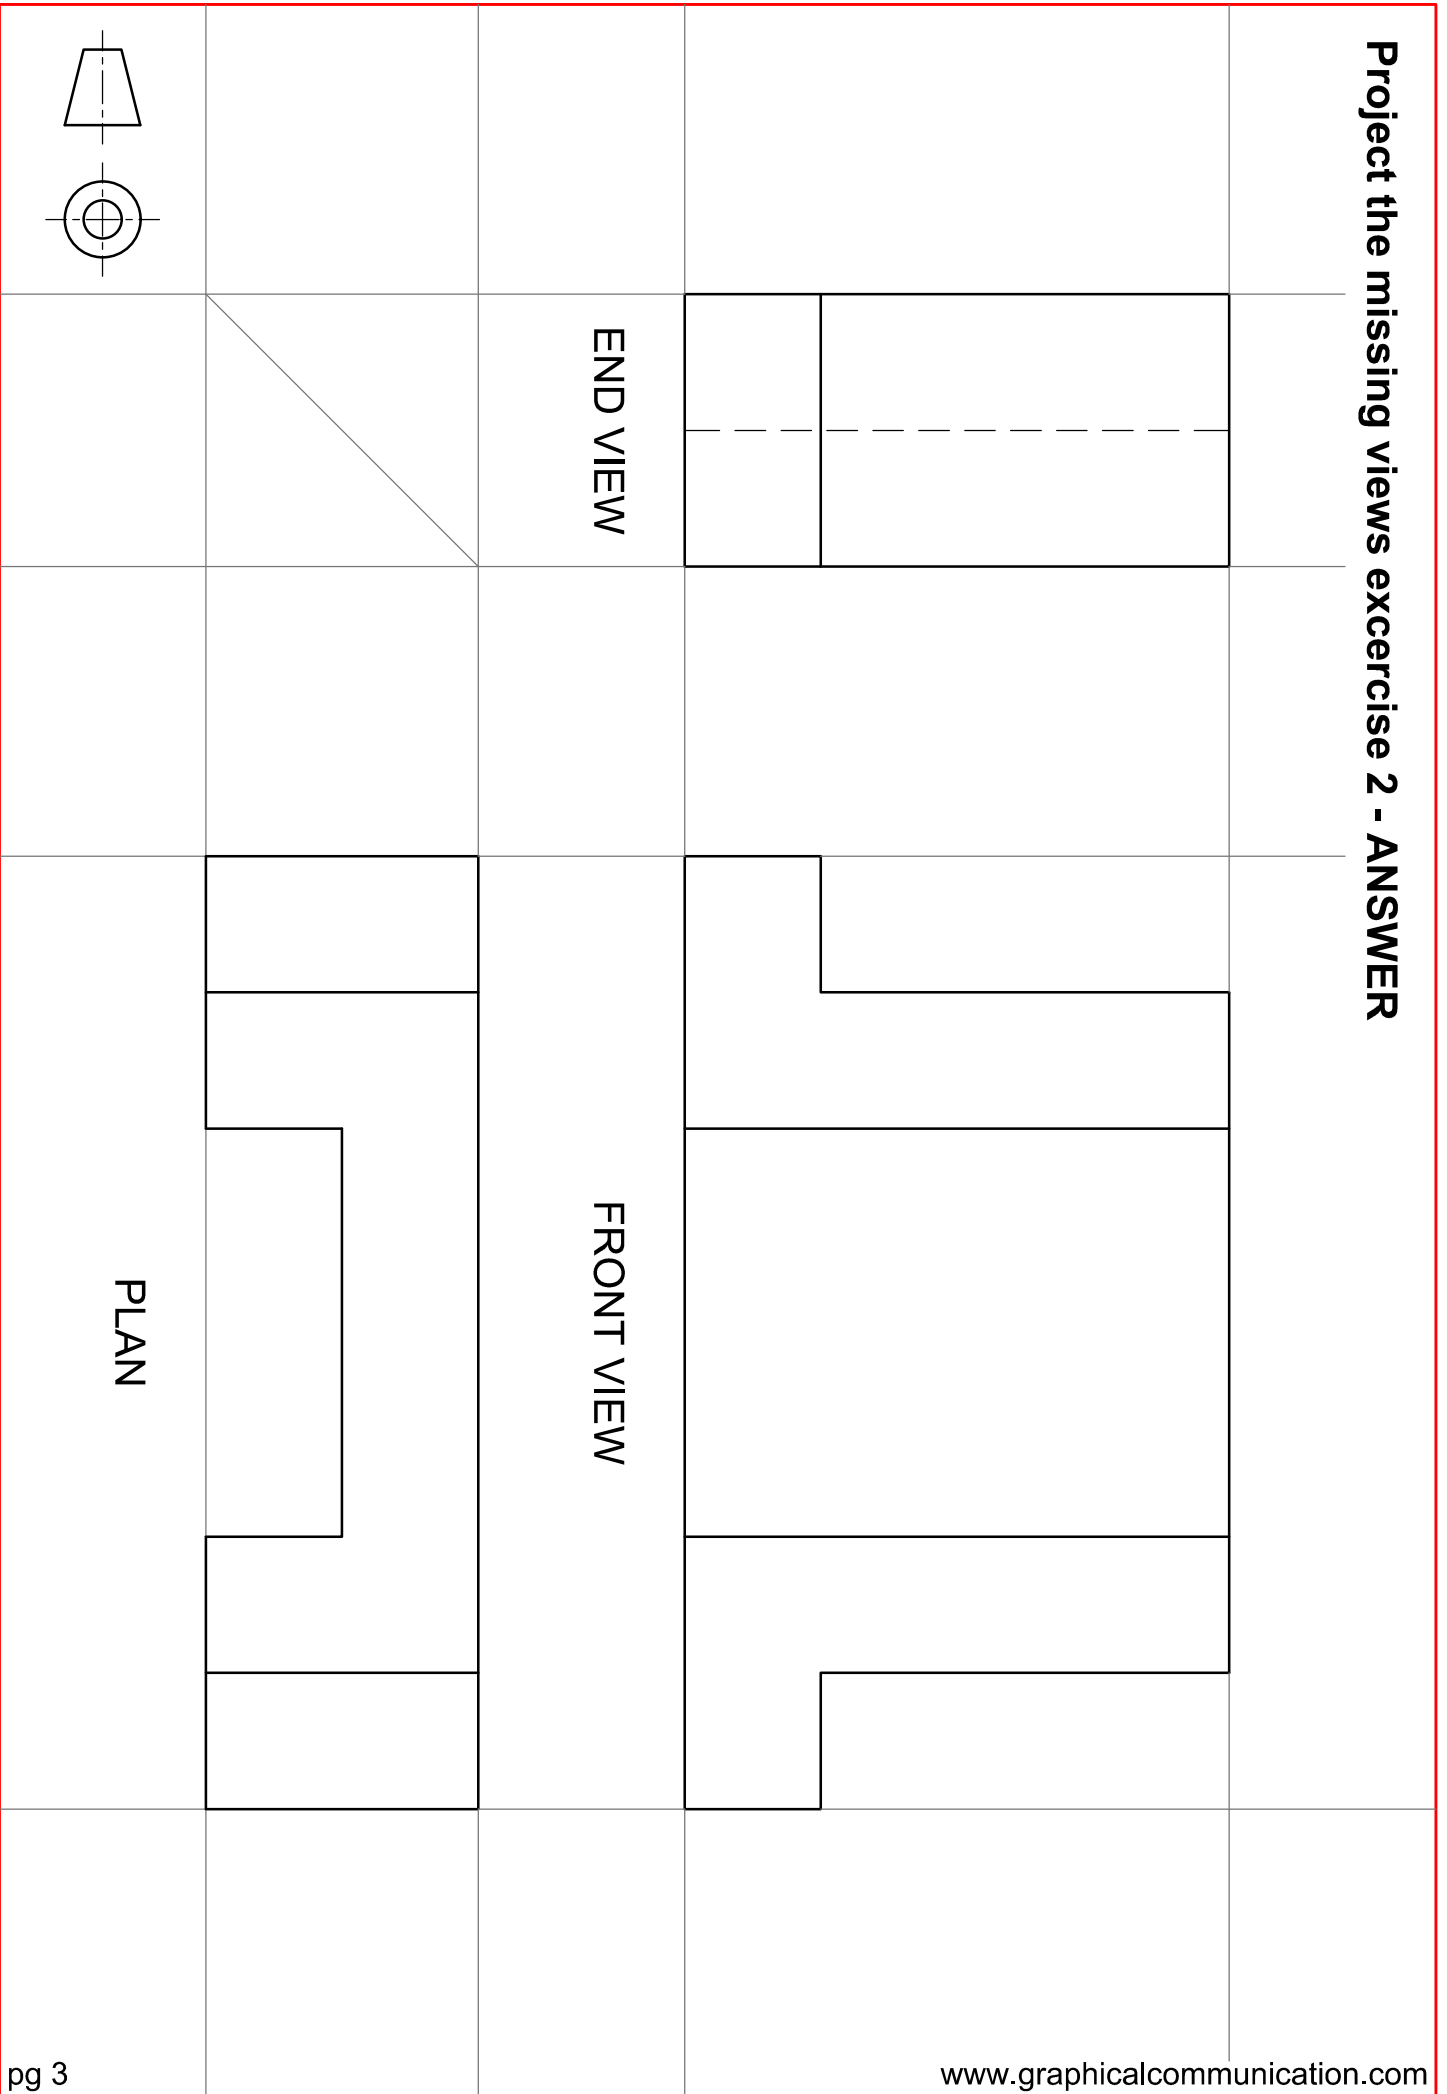 Project the missing views excercise 2 - ANSWER
END VIEW
FRONT VIEW
PLAN
pg 3
www.graphicalcommunication.com